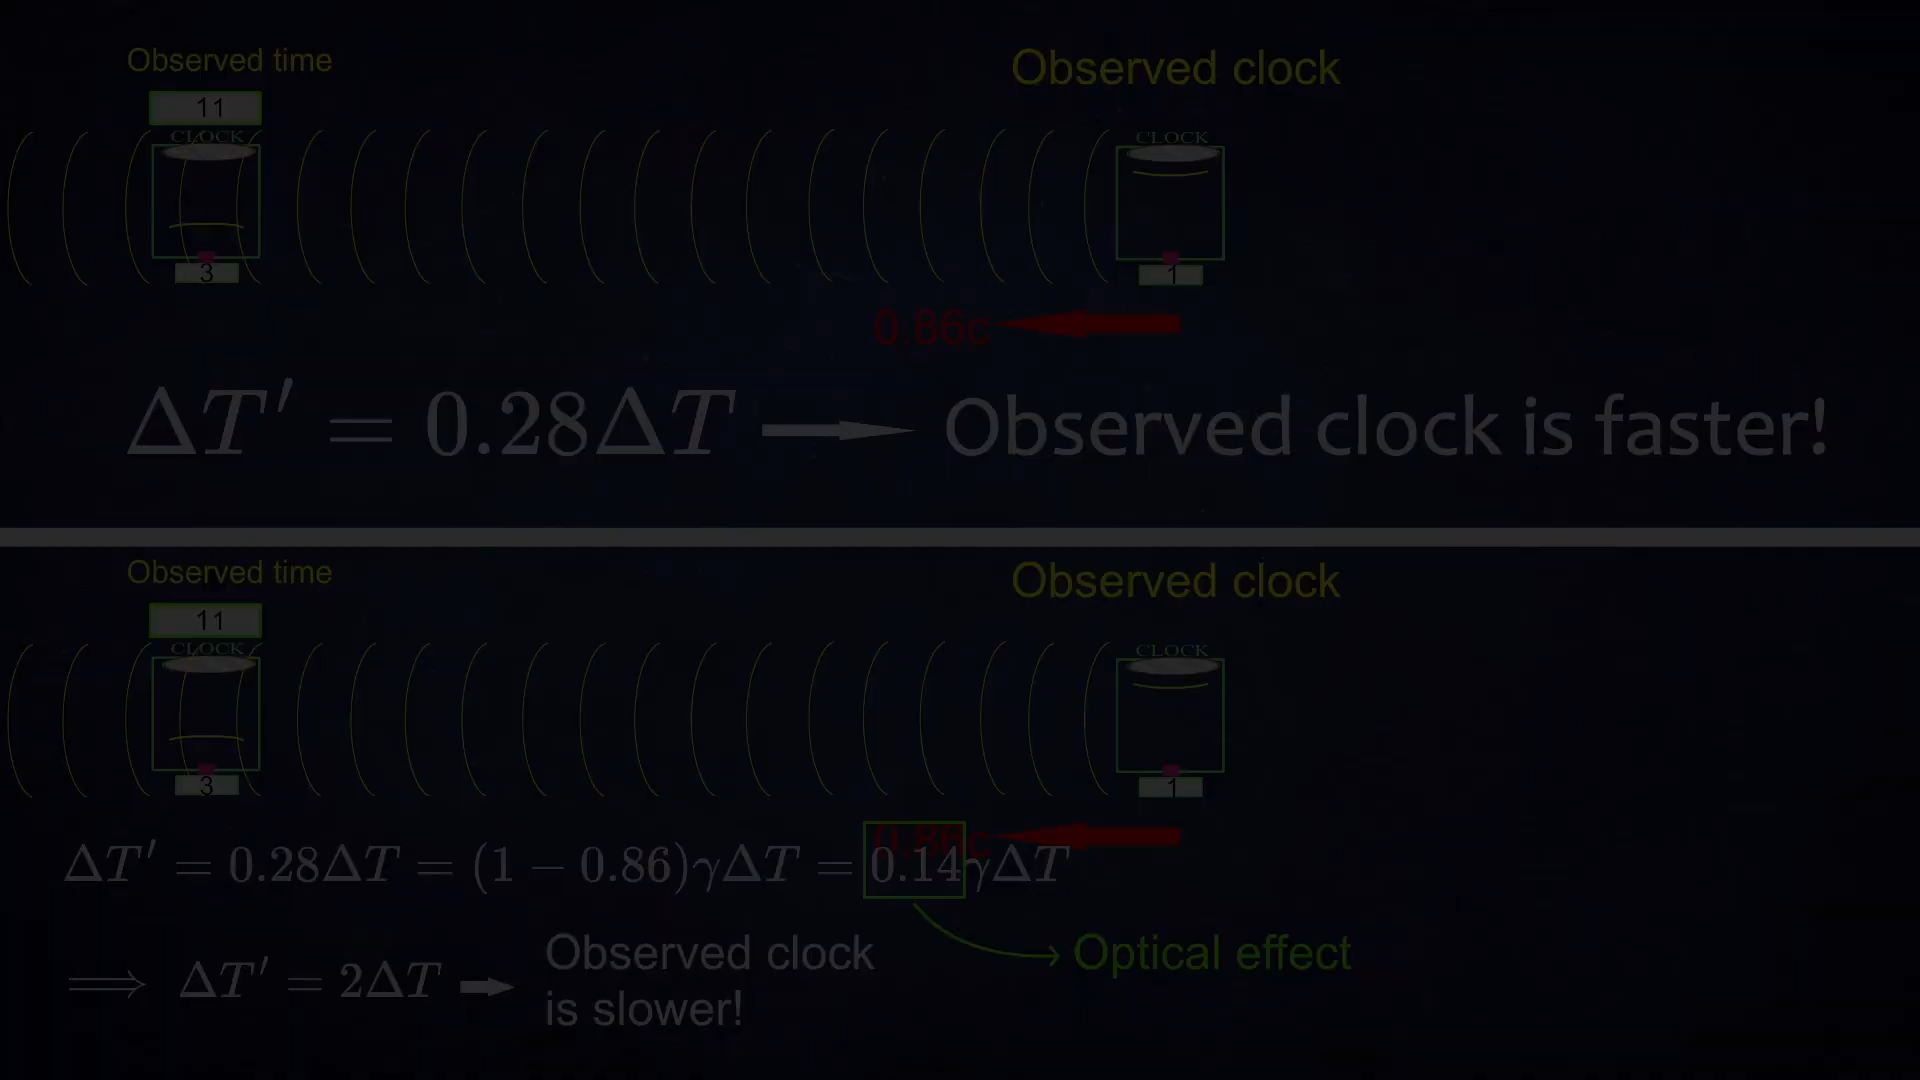 Observed time
Observed clock
11
CLOCK
CLOCK
3
1
0.86c
ΔT′ = 0.28ΔT
Observed clock is faster!
Observed time
Observed clock
11
CLOCK
CLOCK
3
1
0.86c
ΔT′ = 0.28ΔT = (1 − 0.86)γΔT = 0.14γΔT
⟹ ΔT′ = 2ΔT
Observed clock
is slower!
Optical effect